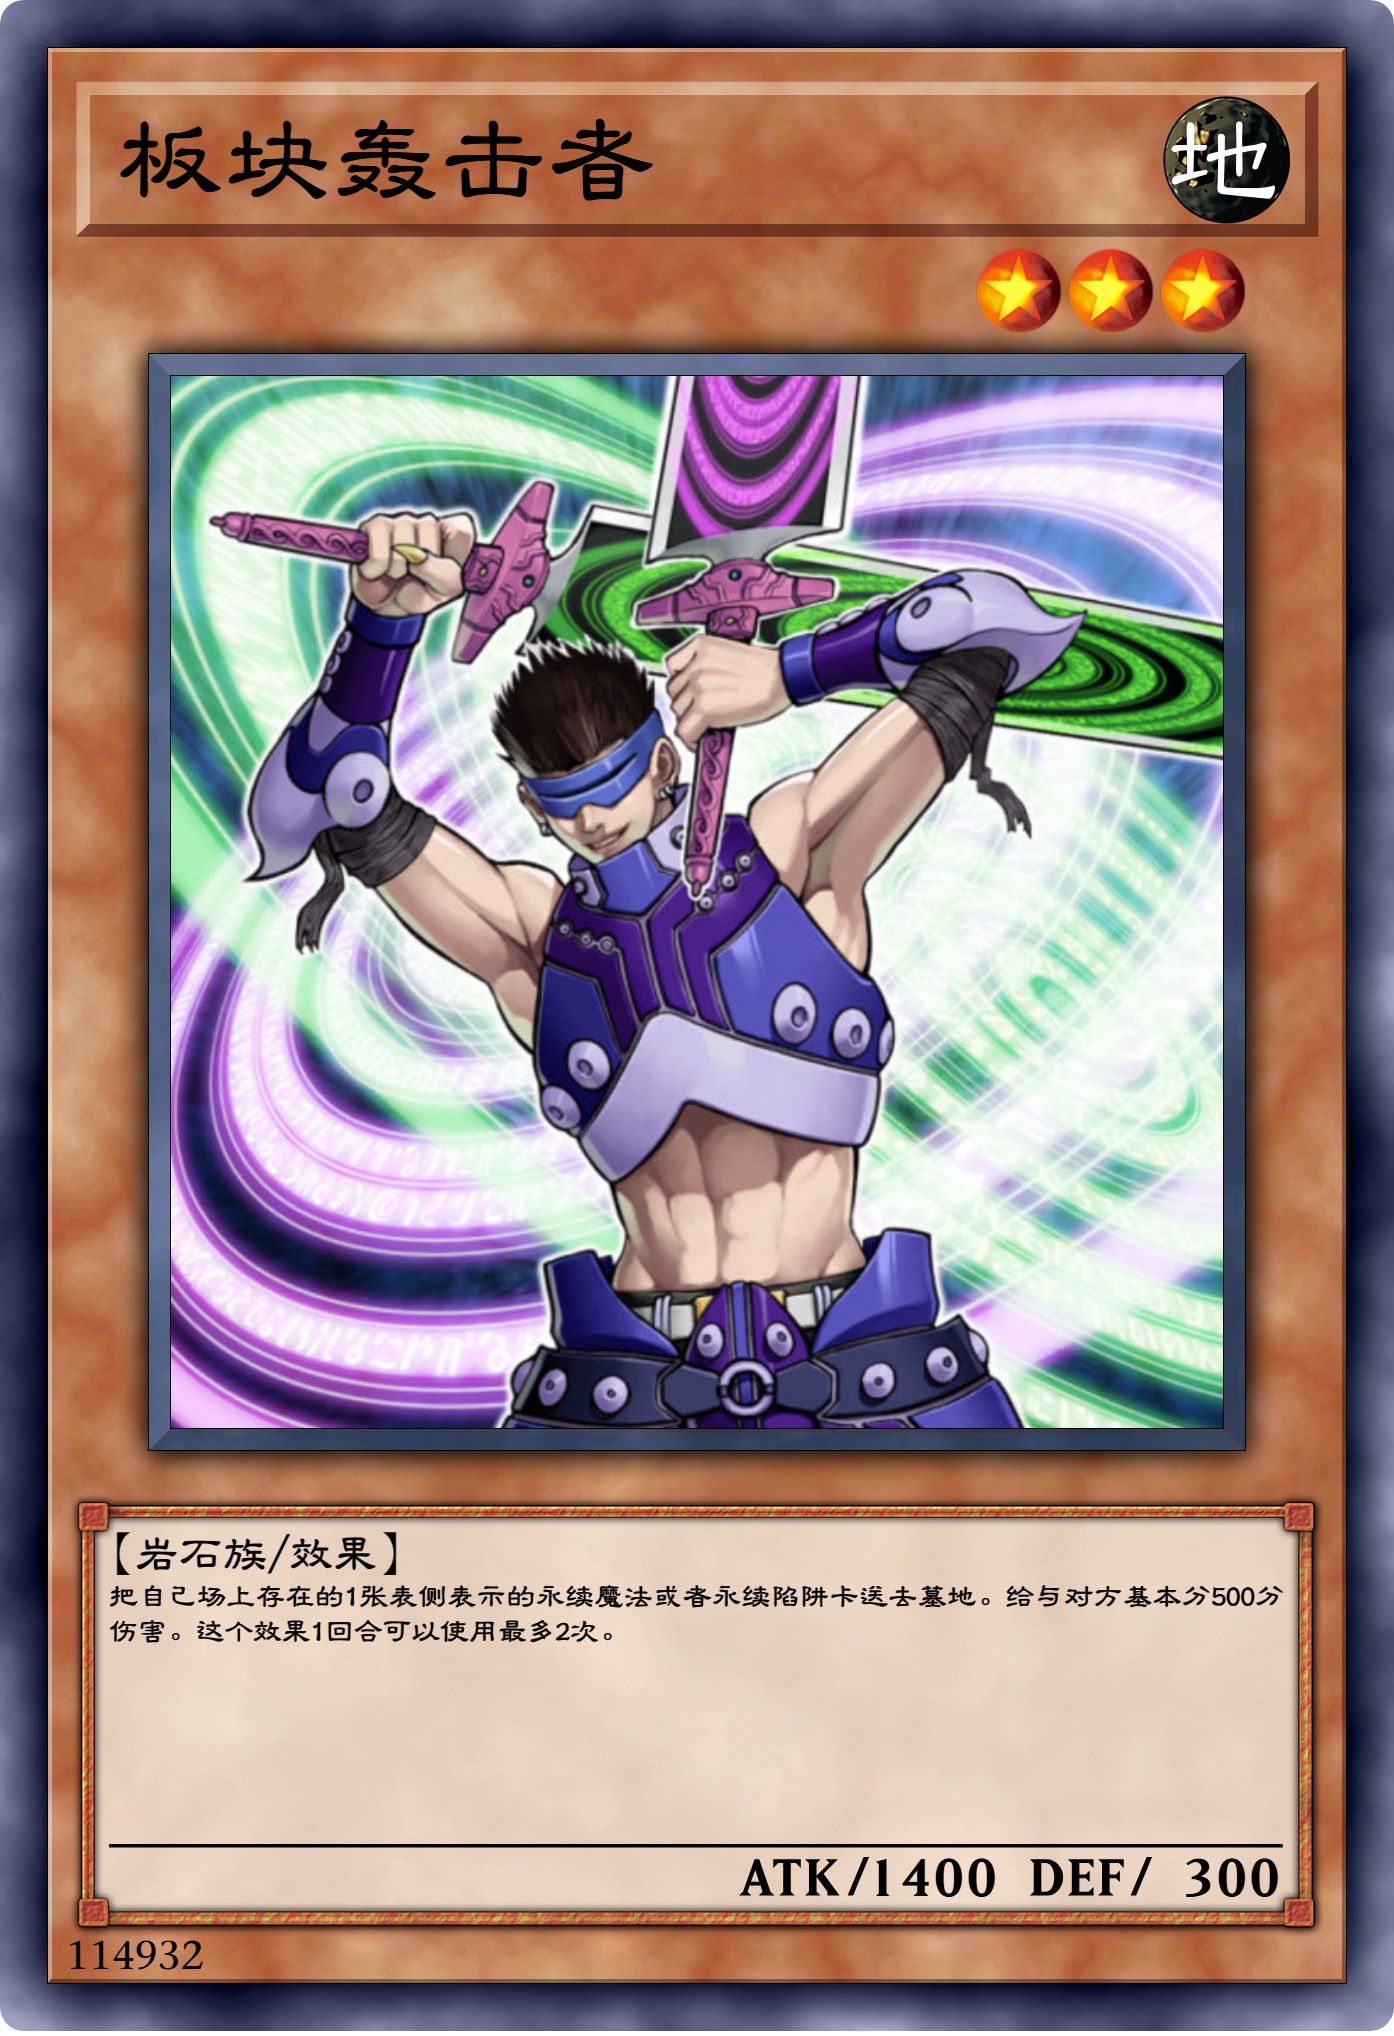 板块轰击者
地
【岩石族/效果】
把自己场上存在的1张表侧表示的永续魔法或者永续陷阱卡送去墓地。给与对方基本分500分
伤害。这个效果1回合可以使用最多2次。
ATK/1400 DEF/ 300
114932